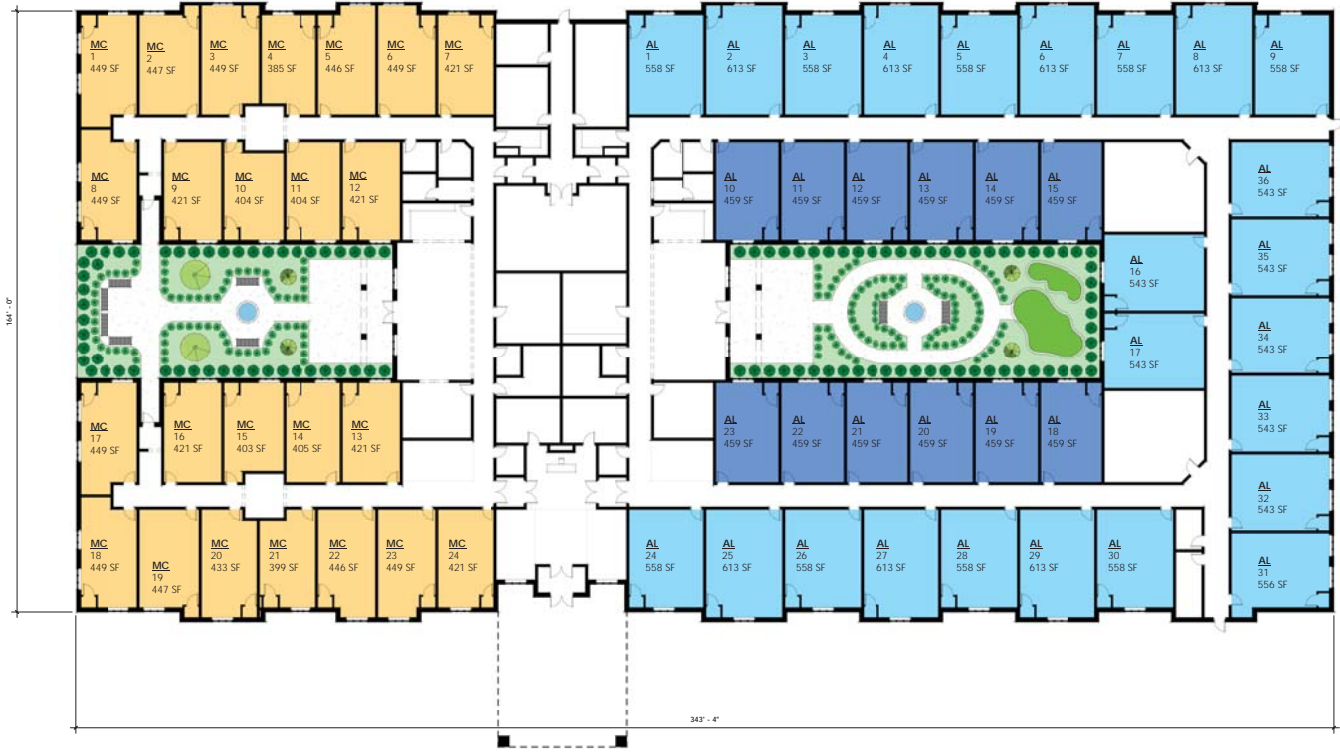 MC
1
449 SF
MC
2
447 SF
MC
3
449 SF
MC
4
385 SF
MC
5
446 SF
MC
6
449 SF
MC
7
421 SF
AL
1
558 SF
AL
2
613 SF
AL
3
558 SF
AL
4
613 SF
AL
5
558 SF
AL
6
613 SF
AL
7
558 SF
AL
8
613 SF
AL
9
558 SF
MC
8
449 SF
MC
9
421 SF
MC
10
404 SF
MC
11
404 SF
MC
12
421 SF
AL
10
459 SF
AL
11
459 SF
AL
12
459 SF
AL
13
459 SF
AL
14
459 SF
AL
15
459 SF
AL
36
543 SF
AL
16
543 SF
AL
35
543 SF
164' - 0"
AL
17
543 SF
AL
34
543 SF
MC
17
449 SF
MC
16
421 SF
MC
15
403 SF
MC
14
405 SF
MC
13
421 SF
AL
23
459 SF
AL
22
459 SF
AL
21
459 SF
AL
20
459 SF
AL
19
459 SF
AL
18
459 SF
AL
33
543 SF
AL
32
543 SF
MC
18
449 SF
MC
19
447 SF
MC
20
433 SF
MC
21
399 SF
MC
22
446 SF
MC
23
449 SF
MC
24
421 SF
AL
24
558 SF
AL
25
613 SF
AL
26
558 SF
AL
27
613 SF
AL
28
558 SF
AL
29
613 SF
AL
30
558 SF
AL
31
556 SF
343' - 4"